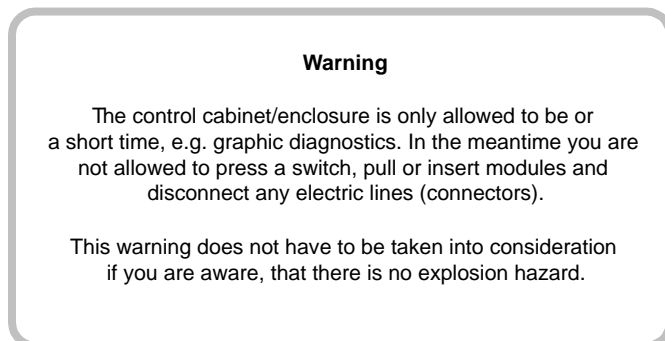 Warning
The control cabinet/enclosure is only allowed to be or
a short time, e.g. graphic diagnostics. In the meantime you are
not allowed to press a switch, pull or insert modules and
disconnect any electric lines (connectors).
This warning does not have to be taken into consideration
if you are aware, that there is no explosion hazard.